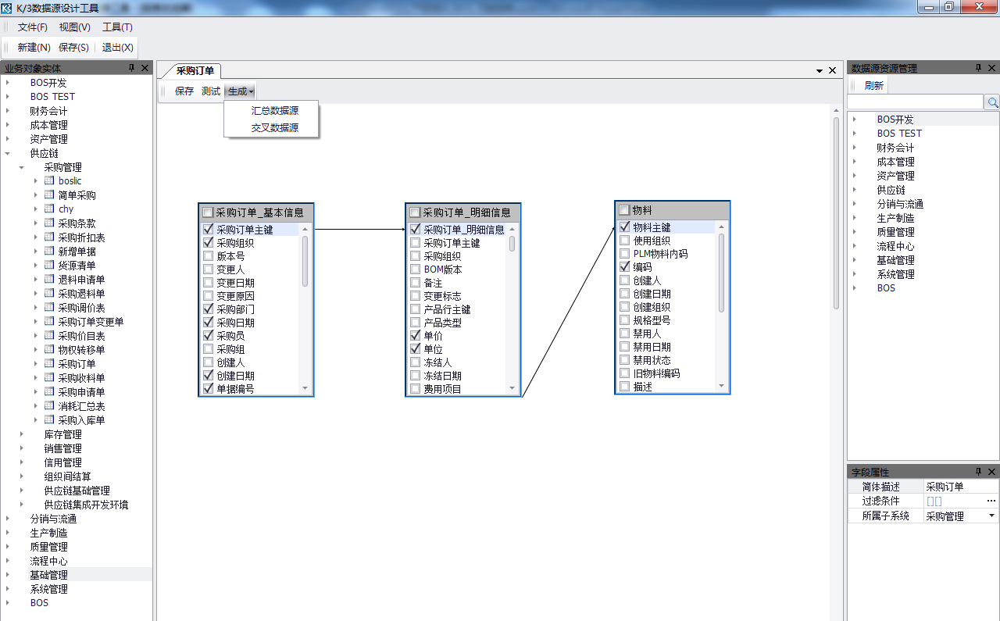 K/3数据源设计工具
文件(F) 视图(V) 工具(T)
新建(N) 保存(S) 退出(X)
业务对象实体
BOS开发
BOS TEST
财务会计
成本管理
资产管理
供应链
采购管理
boslic
简单采购
chy
采购条款
采购折扣表
新增单据
货源清单
退料申请单
采购退料单
采购调价表
采购订单变更单
采购价目表
物权转移单
采购订单
采购收料单
采购申请单
消耗汇总表
采购入库单
库存管理
销售管理
信用管理
组织间结算
供应链基础管理
供应链集成开发环境
分销与流通
生产制造
质量管理
流程中心
基础管理
系统管理
BOS
采购订单
保存 测试 生成
汇总数据源
交叉数据源
采购订单_基本信息
采购订单主键
采购组织
版本号
变更人
变更日期
变更原因
采购部门
采购日期
采购员
采购组
创建人
创建日期
单据编号
采购订单_明细信息
采购订单_明细信息
采购订单主键
采购组织
BOM版本
备注
变更标志
产品行主键
产品类型
单价
单位
冻结人
冻结日期
费用项目
物料
物料主键
使用组织
PLM物料内码
编码
创建人
创建日期
创建组织
规格型号
禁用人
禁用日期
禁用状态
旧物料编码
描述
数据源资源管理
刷新
BOS开发
BOS TEST
财务会计
成本管理
资产管理
供应链
分销与流通
生产制造
质量管理
流程中心
基础管理
系统管理
BOS
字段属性
简体描述 采购订单
过滤条件 [][] ...
所属子系统 采购管理